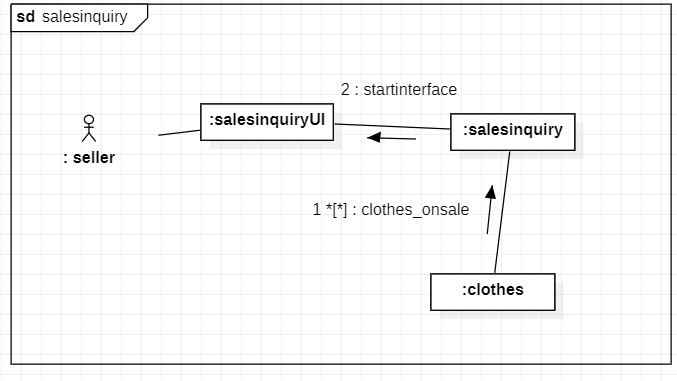 sd salesinquiry
2 : startinterface
:salesinquiryUI
:salesinquiry
: seller
1 *[*] : clothes_onsale
:clothes